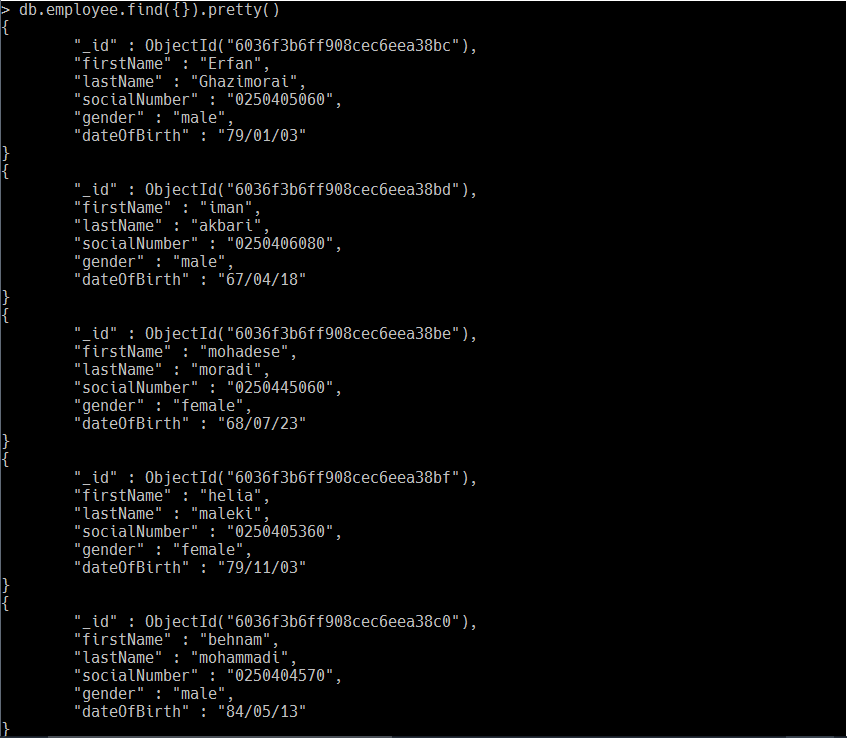 > db.employee.find({}).pretty()
{
"_id" : ObjectId("6036f3b6ff908cec6eea38bc"),
"firstName" : "Erfan",
"lastName" : "Ghazimorai",
"socialNumber" : "0250405060",
"gender" : "male",
"dateOfBirth" : "79/01/03"
}
{
"_id" : ObjectId("6036f3b6ff908cec6eea38bd"),
"firstName" : "iman",
"lastName" : "akbari",
"socialNumber" : "0250406080",
"gender" : "male",
"dateOfBirth" : "67/04/18"
}
{
"_id" : ObjectId("6036f3b6ff908cec6eea38be"),
"firstName" : "mohadese",
"lastName" : "moradi",
"socialNumber" : "0250445060",
"gender" : "female",
"dateOfBirth" : "68/07/23"
}
{
"_id" : ObjectId("6036f3b6ff908cec6eea38bf"),
"firstName" : "helia",
"lastName" : "maleki",
"socialNumber" : "0250405360",
"gender" : "female",
"dateOfBirth" : "79/11/03"
}
{
"_id" : ObjectId("6036f3b6ff908cec6eea38c0"),
"firstName" : "behnam",
"lastName" : "mohammadi",
"socialNumber" : "0250404570",
"gender" : "male",
"dateOfBirth" : "84/05/13"
}